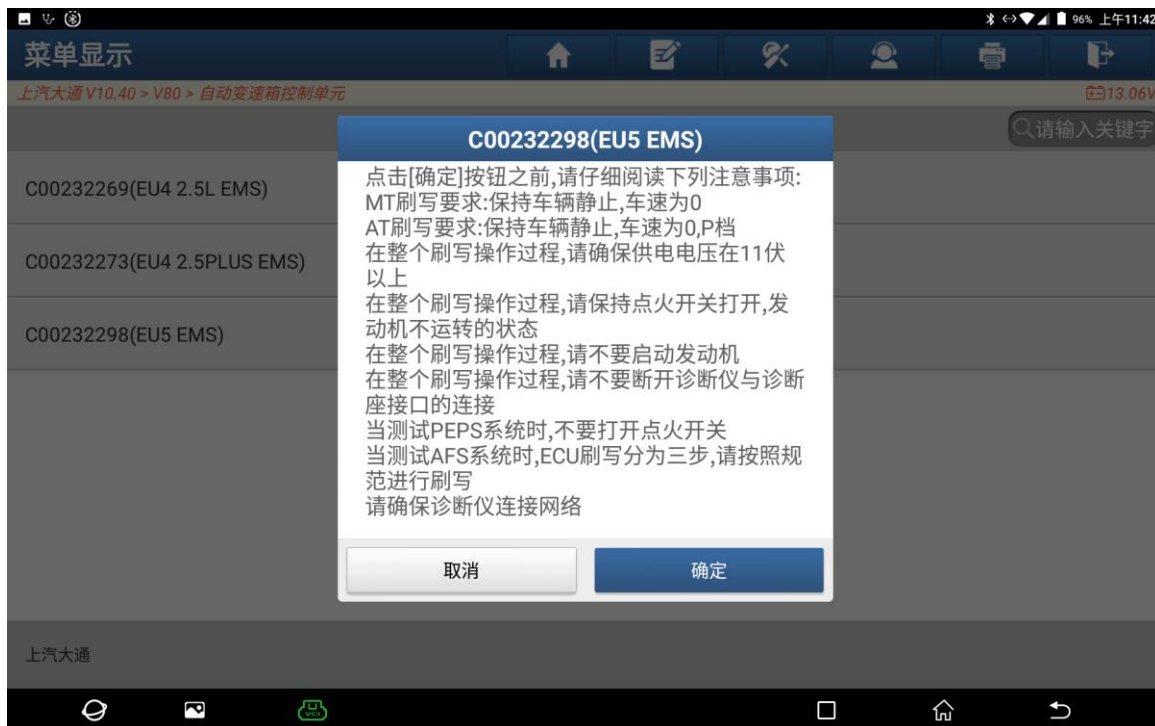 96% 上午11:42
菜单显示
上汽大通 V10.40 > V80 > 自动变速箱控制单元
13.06V
请输入关键字
C00232269(EU4 2.5L EMS)
C00232273(EU4 2.5PLUS EMS)
C00232298(EU5 EMS)
C00232298(EU5 EMS)
点击[确定]按钮之前,请仔细阅读下列注意事项:
MT刷写要求:保持车辆静止,车速为0
AT刷写要求:保持车辆静止,车速为0,P档
在整个刷写操作过程,请确保供电电压在11伏
以上
在整个刷写操作过程,请保持点火开关打开,发
动机不运转的状态
在整个刷写操作过程,请不要启动发动机
在整个刷写操作过程,请不要断开诊断仪与诊断
座接口的连接
当测试PEPS系统时,不要打开点火开关
当测试AFS系统时,ECU刷写分为三步,请按照规
范进行刷写
请确保诊断仪连接网络
取消
确定
上汽大通
VCI